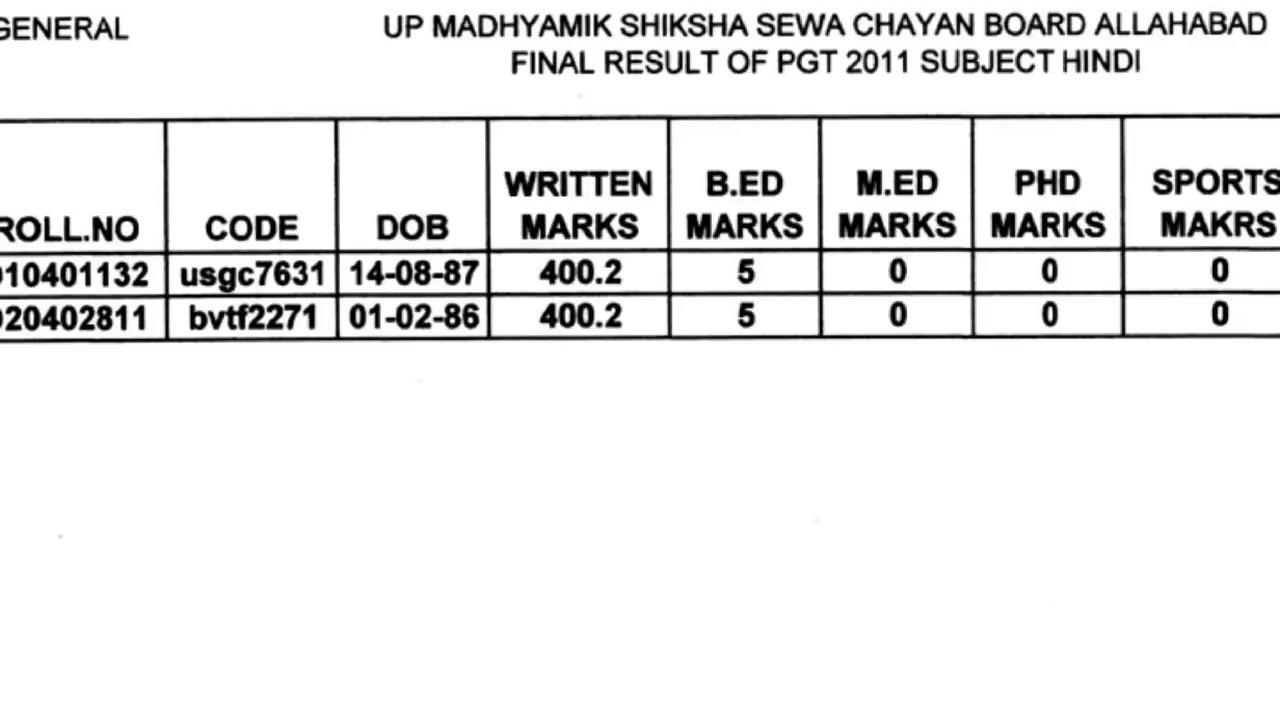 GENERAL UP MADHYAMIK SHIKSHA SEWA CHAYAN BOARD ALLAHABAD
FINAL RESULT OF PGT 2011 SUBJECT HINDI
ROLL.NO CODE DOB WRITTEN MARKS B.ED MARKS M.ED MARKS PHD MARKS SPORTS MAKRS
010401132 usgc7631 14-08-87 400.2 5 0 0 0
020402811 bvtf2271 01-02-86 400.2 5 0 0 0